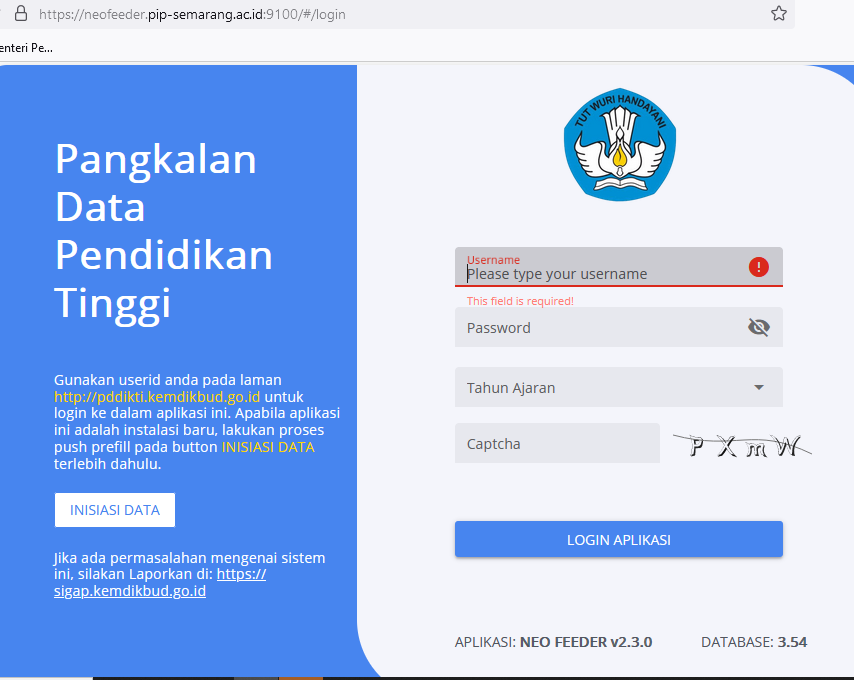 https://neofeeder.pip-semarang.ac.id:9100/#/login
enteri Pe...
Pangkalan
Data
Pendidikan
Tinggi
Gunakan userid anda pada laman
http://pddikti.kemdikbud.go.id untuk
login ke dalam aplikasi ini. Apabila aplikasi
ini adalah instalasi baru, lakukan proses
push prefill pada button INISIASI DATA
terlebih dahulu.
INISIASI DATA
Jika ada permasalahan mengenai sistem
ini, silakan Laporkan di: https://
sigap.kemdikbud.go.id
TUT WURI HANDAYANI
Username
Please type your username
This field is required!
Password
Tahun Ajaran
Captcha
P X m W
LOGIN APLIKASI
APLIKASI: NEO FEEDER v2.3.0
DATABASE: 3.54